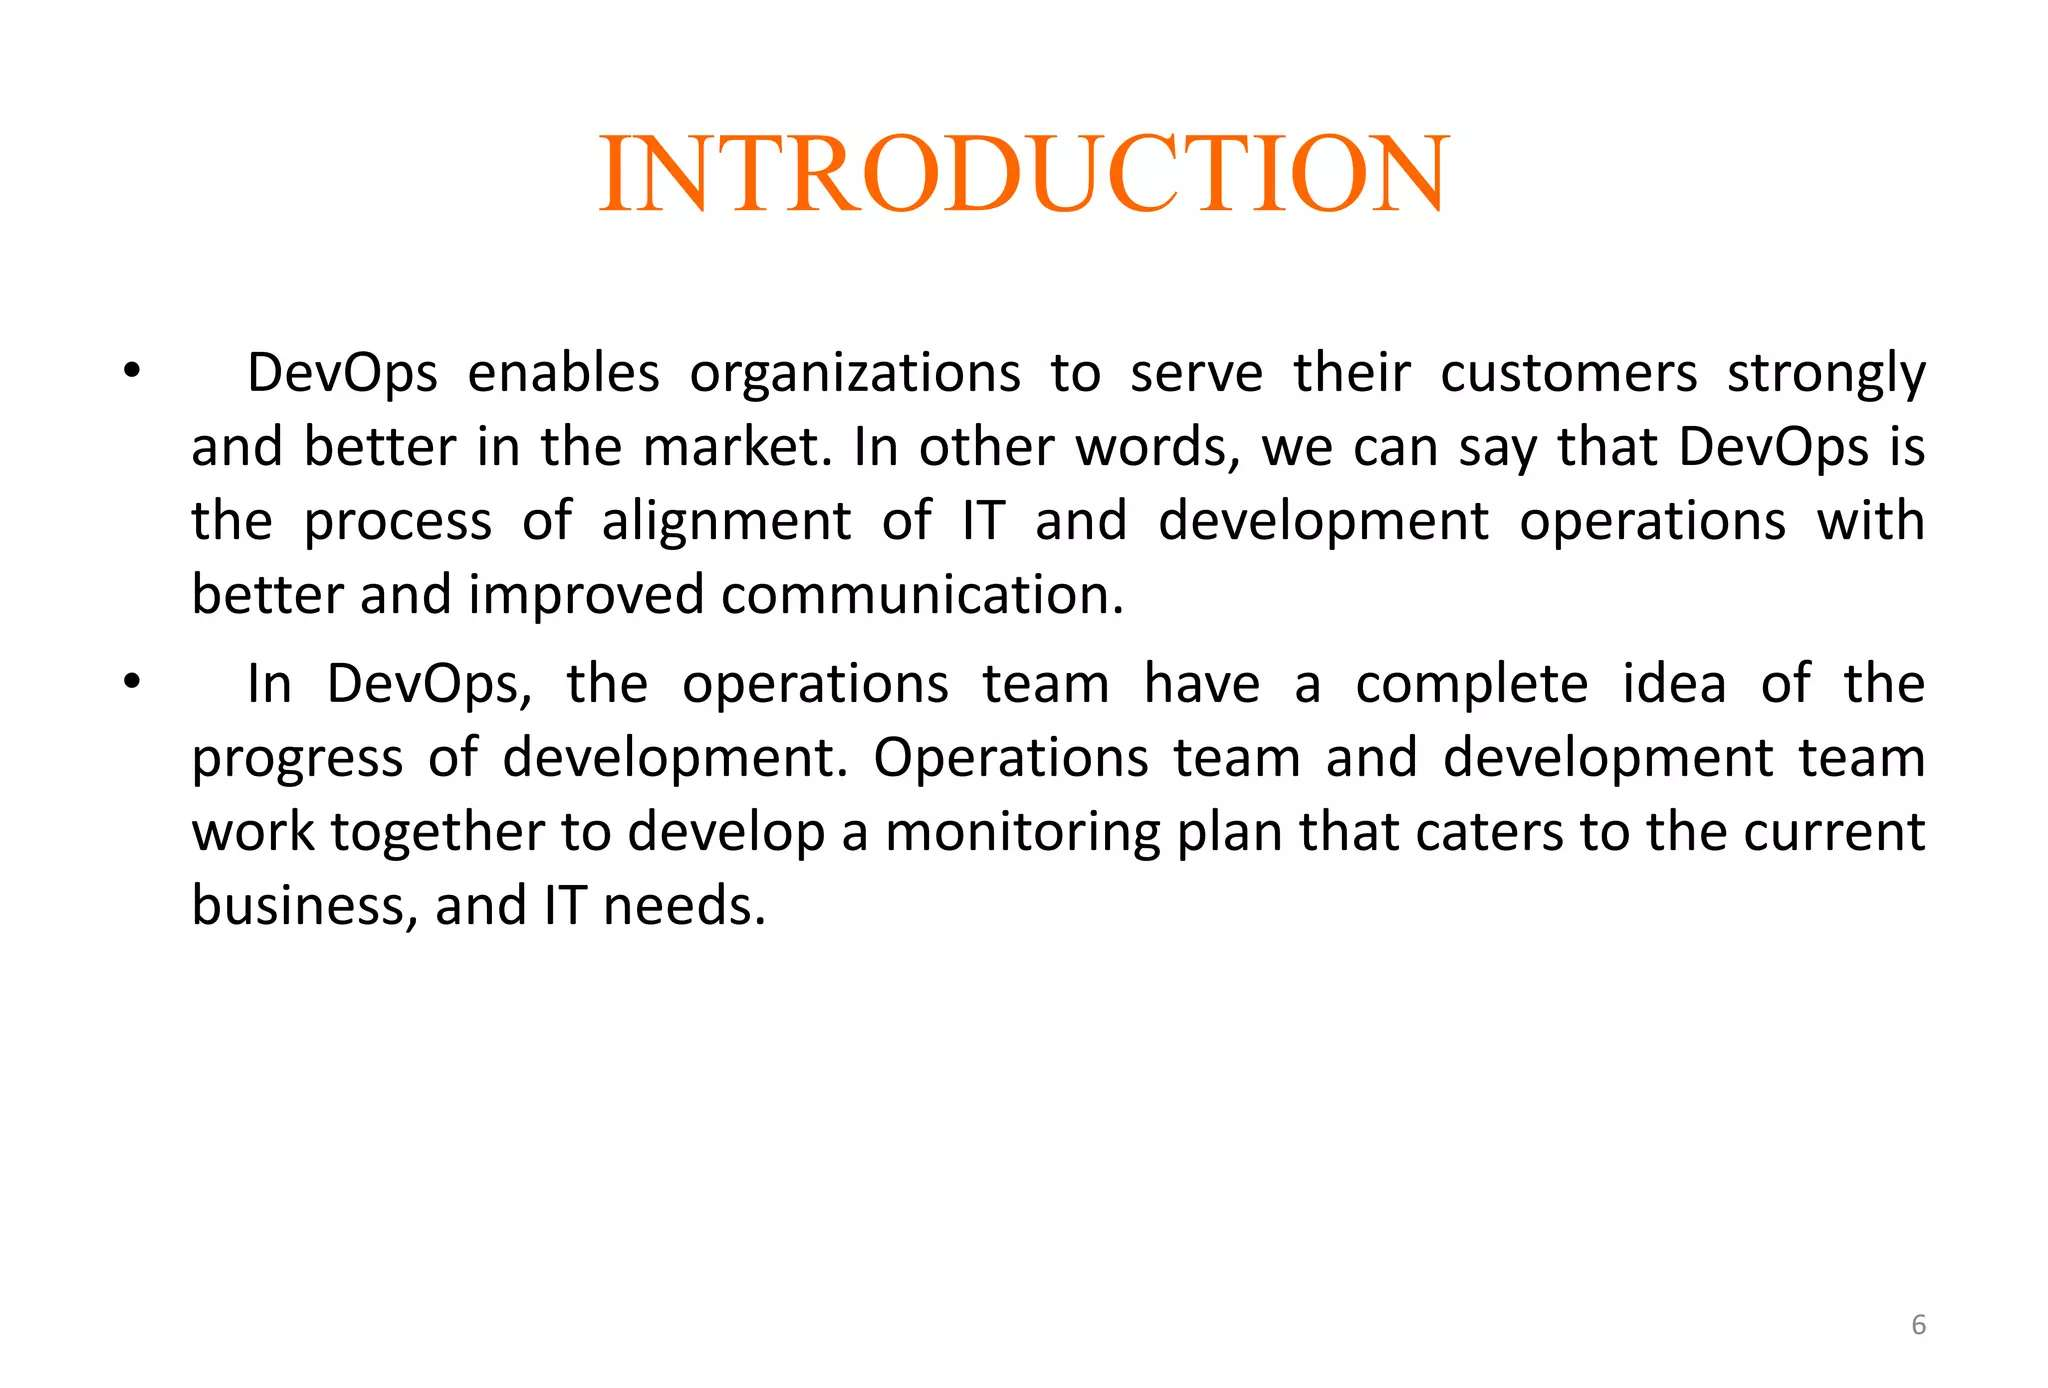 INTRODUCTION
• DevOps enables organizations to serve their customers strongly
and better in the market. In other words, we can say that DevOps is
the process of alignment of IT and development operations with
better and improved communication.
• In DevOps, the operations team have a complete idea of the
progress of development. Operations team and development team
work together to develop a monitoring plan that caters to the current
business, and IT needs.
6